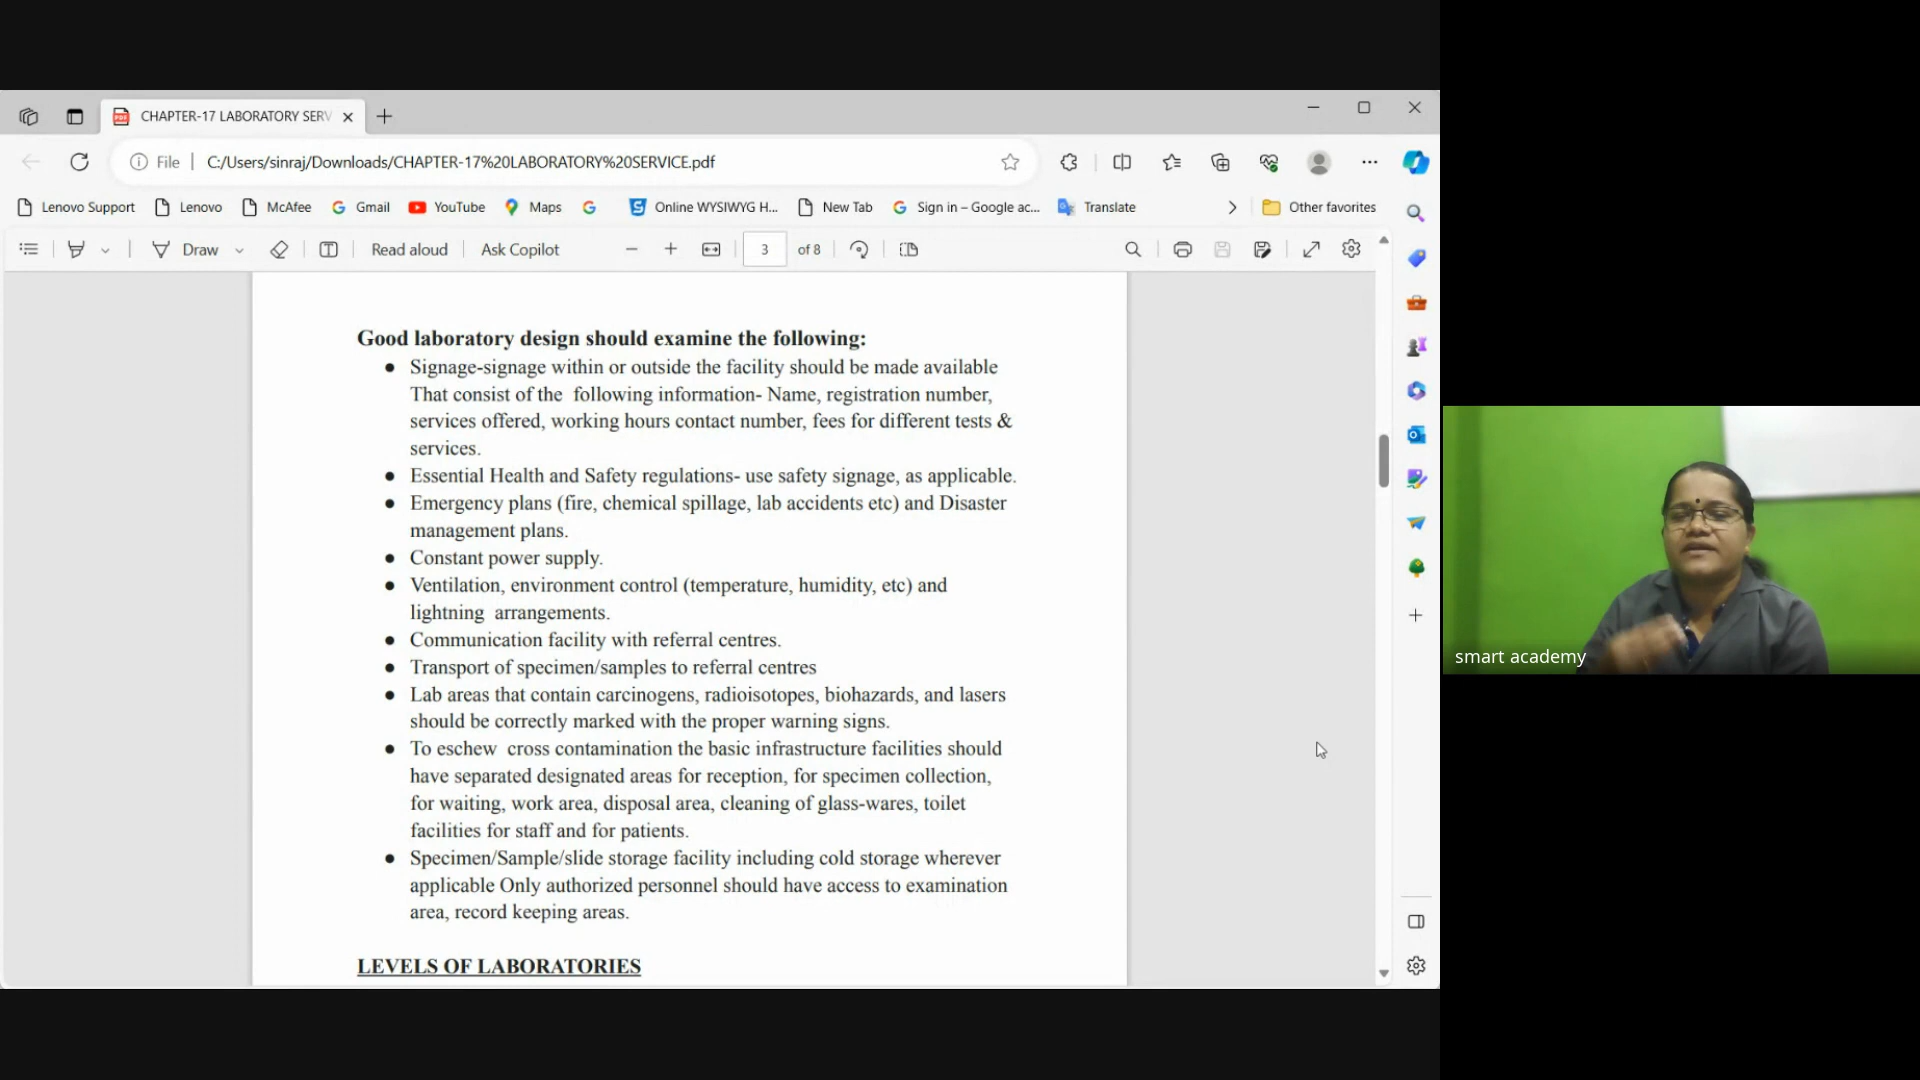 CHAPTER-17 LABORATORY SERV
File
C:/Users/sinraj/Downloads/CHAPTER-17%20LABORATORY%20SERVICE.pdf
Lenovo Support Lenovo McAfee Gmail YouTube Maps Online WYSIWYG H... New Tab Sign in – Google ac... Translate Other favorites
Draw Read aloud Ask Copilot 3 of 8
Good laboratory design should examine the following:
● Signage-signage within or outside the facility should be made available
That consist of the following information- Name, registration number,
services offered, working hours contact number, fees for different tests &
services.
● Essential Health and Safety regulations- use safety signage, as applicable.
● Emergency plans (fire, chemical spillage, lab accidents etc) and Disaster
management plans.
● Constant power supply.
● Ventilation, environment control (temperature, humidity, etc) and
lightning arrangements.
● Communication facility with referral centres.
● Transport of specimen/samples to referral centres
● Lab areas that contain carcinogens, radioisotopes, biohazards, and lasers
should be correctly marked with the proper warning signs.
● To eschew cross contamination the basic infrastructure facilities should
have separated designated areas for reception, for specimen collection,
for waiting, work area, disposal area, cleaning of glass-wares, toilet
facilities for staff and for patients.
● Specimen/Sample/slide storage facility including cold storage wherever
applicable Only authorized personnel should have access to examination
area, record keeping areas.
LEVELS OF LABORATORIES
smart academy